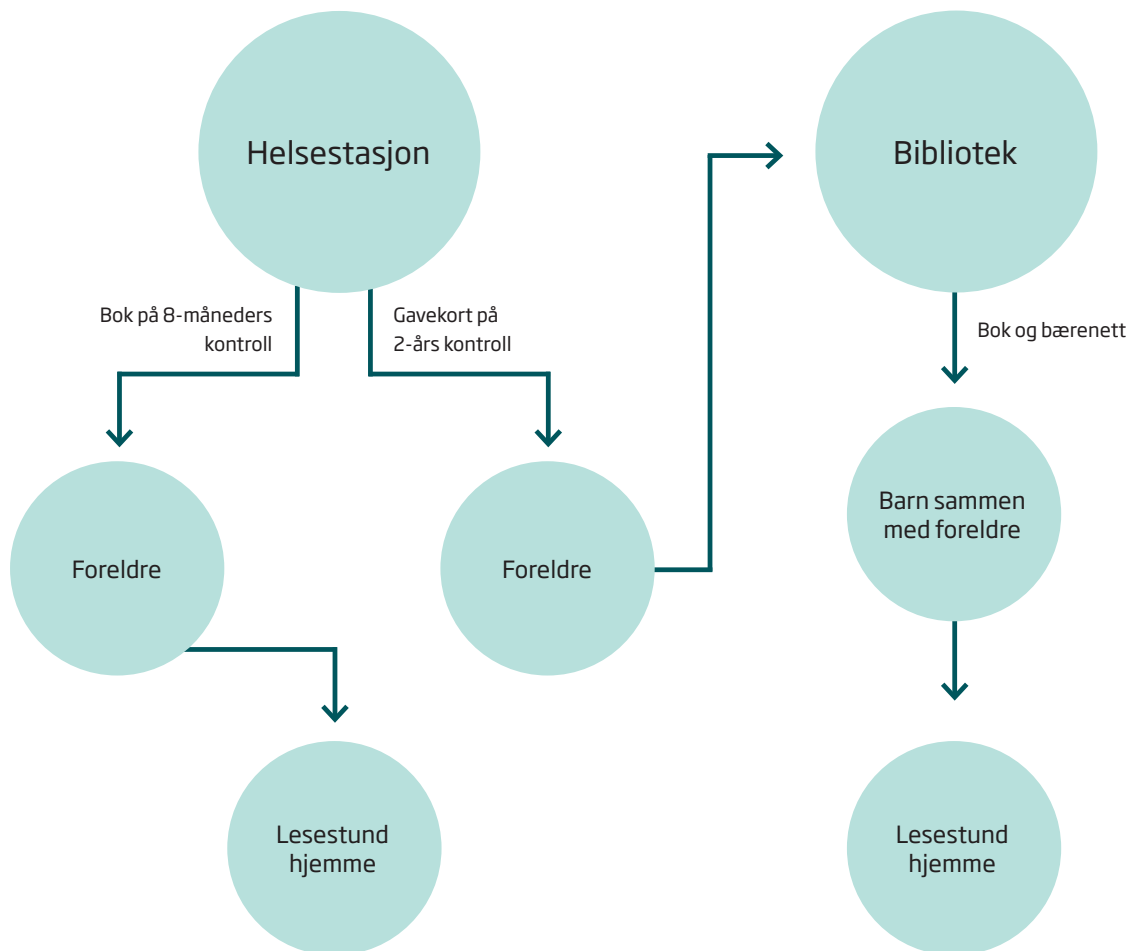 Helsestasjon
Bibliotek
Bok på 8-måneders
kontroll
Gavekort på
2-års kontroll
Bok og bærenett
Foreldre
Foreldre
Barn sammen
med foreldre
Lesestund
hjemme
Lesestund
hjemme